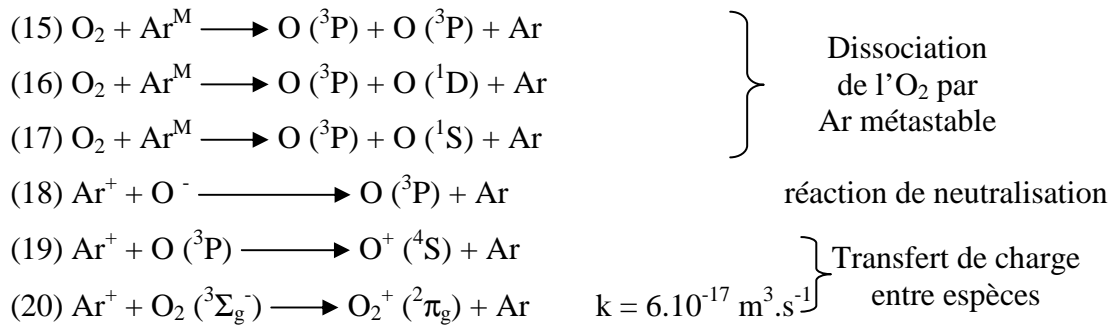 (15) O₂ + Ar^M ⟶ O (³P) + O (³P) + Ar
(16) O₂ + Ar^M ⟶ O (³P) + O (¹D) + Ar
(17) O₂ + Ar^M ⟶ O (³P) + O (¹S) + Ar
Dissociation
de l’O₂ par
Ar métastable
(18) Ar⁺ + O ⁻ ⟶ O (³P) + Ar réaction de neutralisation
(19) Ar⁺ + O (³P) ⟶ O⁺ (⁴S) + Ar
(20) Ar⁺ + O₂ (³Σg⁻) ⟶ O₂⁺ (²πg) + Ar k = 6.10⁻¹⁷ m³.s⁻¹
Transfert de charge
entre espèces